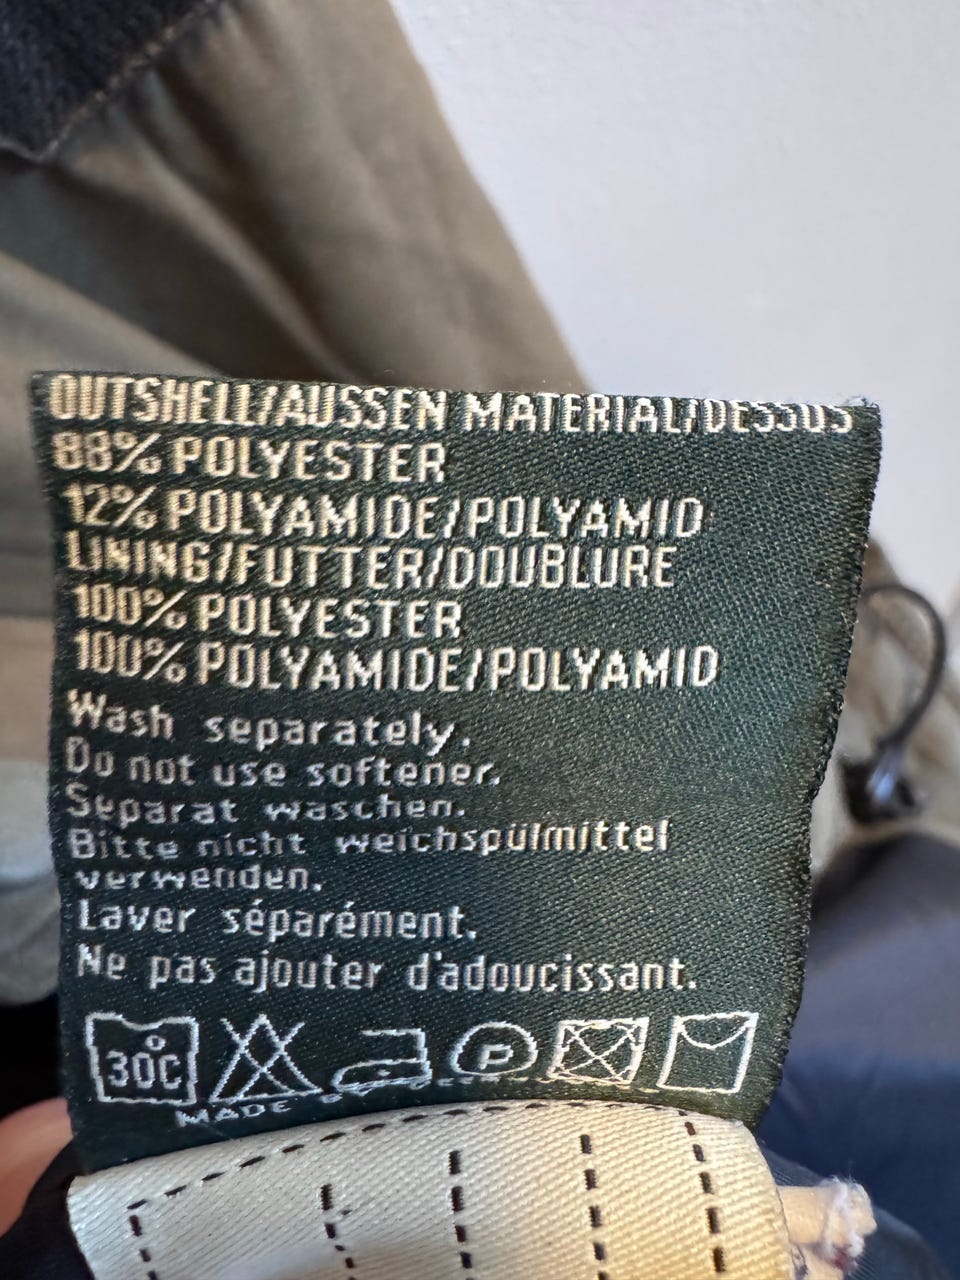 OUTSHELL/AUSSEN MATERIAL/DESSUS
88% POLYESTER
12% POLYAMIDE/POLYAMID
LINING/FUTTER/DOUBLURE
100% POLYESTER
100% POLYAMIDE/POLYAMID
Wash separately.
Do not use softener.
Separat waschen.
Bitte nicht weichspülmittel
verwenden.
Laver séparément.
Ne pas ajouter d'adoucissant.
30C P
MADE